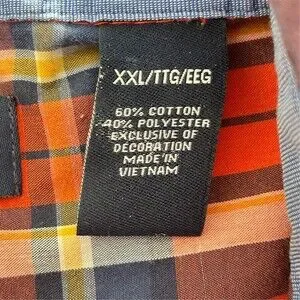 XXL/TTG/EEG
60% COTTON
40% POLYESTER
EXCLUSIVE OF
DECORATION
MADE IN
VIETNAM